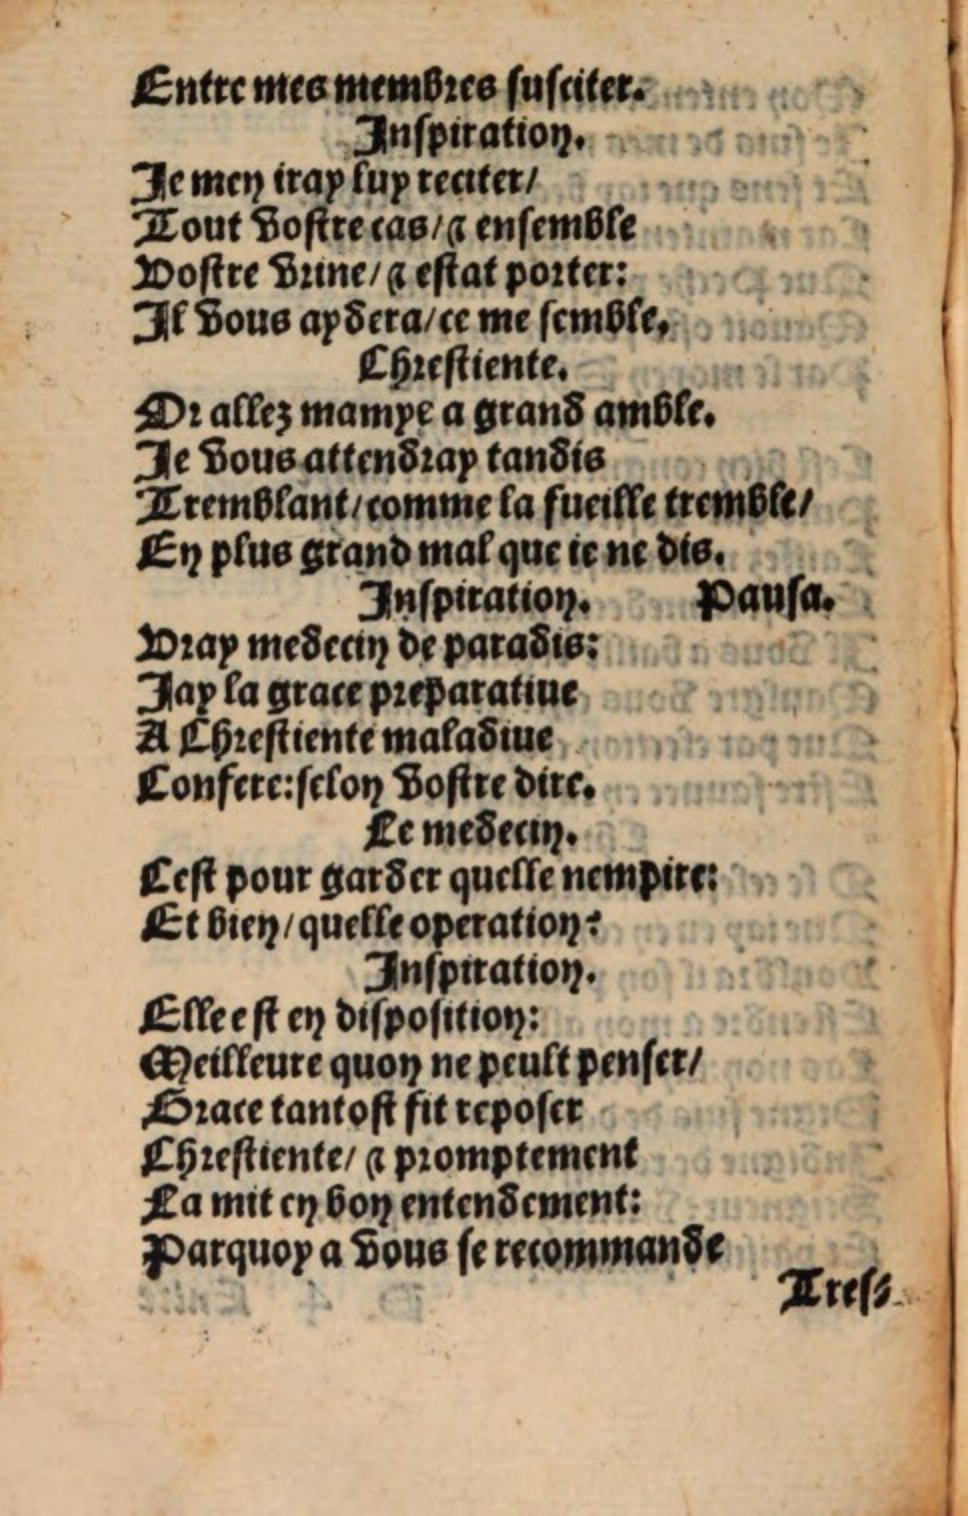 Entre mes membres susciter.
Inspiration.
Je men iray luy reciter/
Tout vostre cas/ & ensemble
Vostre vrine/ & estat porter:
Il vous aydera/ ce me semble.
Chrestiente.
Or allez mamye a grand amble.
Je vous attendray tandis
Tremblant/ comme la fueille tremble/
En plus grand mal que ie ne dis.
Inspiration. Pausa.
Vray medecin de paradis:
Jay la grace preparatiue
A Chrestiente maladiue
Confere: selon vostre dire.
Le medecin.
Cest pour garder quelle nempire:
Et bien/ quelle operation?
Inspiration.
Elle est en disposition:
Meilleure quon ne peult penser/
Grace tantost fit reposer
Chrestiente/ & promptement
La mit en bon entendement:
Parquoy a vous se recommande
Tres-